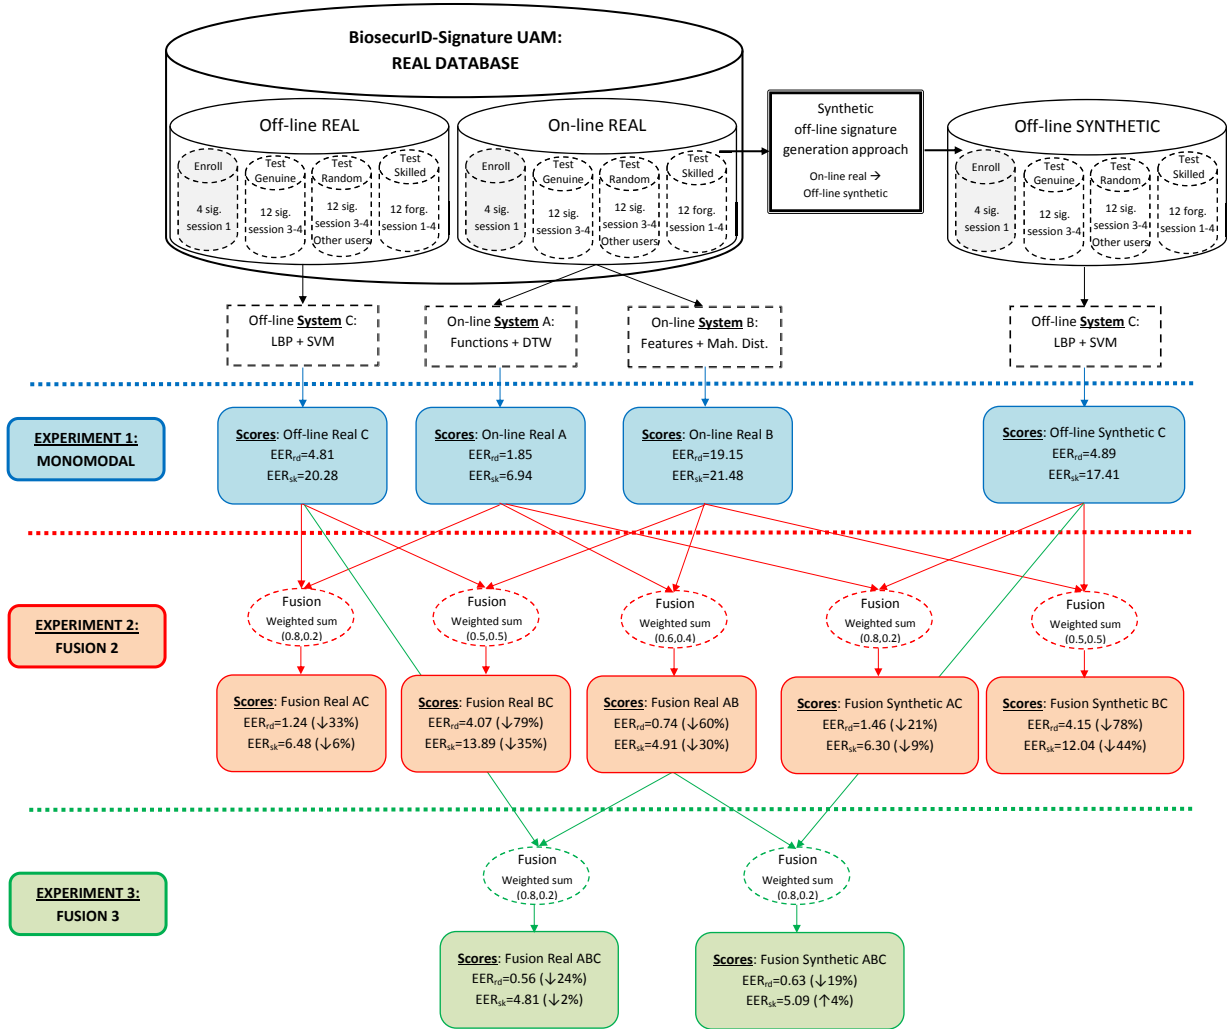 BiosecurID-Signature UAM:
REAL DATABASE
Off-line REAL
Enroll
4 sig.
session 1
Test
Genuine
12 sig.
session 3-4
Test
Random
12 sig.
session 3-4
Other users
Test
Skilled
12 forg.
session 1-4
On-line REAL
Enroll
4 sig.
session 1
Test
Genuine
12 sig.
session 3-4
Test
Random
12 sig.
session 3-4
Other users
Test
Skilled
12 forg.
session 1-4
Synthetic
off-line signature
generation approach
On-line real →
Off-line synthetic
Off-line SYNTHETIC
Enroll
4 sig.
session 1
Test
Genuine
12 sig.
session 3-4
Test
Random
12 sig.
session 3-4
Other users
Test
Skilled
12 forg.
session 1-4
Off-line System C:
LBP + SVM
On-line System A:
Functions + DTW
On-line System B:
Features + Mah. Dist.
Off-line System C:
LBP + SVM
EXPERIMENT 1:
MONOMODAL
Scores: Off-line Real C
EERrd=4.81
EERsk=20.28
Scores: On-line Real A
EERrd=1.85
EERsk=6.94
Scores: On-line Real B
EERrd=19.15
EERsk=21.48
Scores: Off-line Synthetic C
EERrd=4.89
EERsk=17.41
EXPERIMENT 2:
FUSION 2
Fusion
Weighted sum
(0.8,0.2)
Fusion
Weighted sum
(0.5,0.5)
Fusion
Weighted sum
(0.6,0.4)
Fusion
Weighted sum
(0.8,0.2)
Fusion
Weighted sum
(0.5,0.5)
Scores: Fusion Real AC
EERrd=1.24 (↓33%)
EERsk=6.48 (↓6%)
Scores: Fusion Real BC
EERrd=4.07 (↓79%)
EERsk=13.89 (↓35%)
Scores: Fusion Real AB
EERrd=0.74 (↓60%)
EERsk=4.91 (↓30%)
Scores: Fusion Synthetic AC
EERrd=1.46 (↓21%)
EERsk=6.30 (↓9%)
Scores: Fusion Synthetic BC
EERrd=4.15 (↓78%)
EERsk=12.04 (↓44%)
EXPERIMENT 3:
FUSION 3
Fusion
Weighted sum
(0.8,0.2)
Fusion
Weighted sum
(0.8,0.2)
Scores: Fusion Real ABC
EERrd=0.56 (↓24%)
EERsk=4.81 (↓2%)
Scores: Fusion Synthetic ABC
EERrd=0.63 (↓19%)
EERsk=5.09 (↑4%)